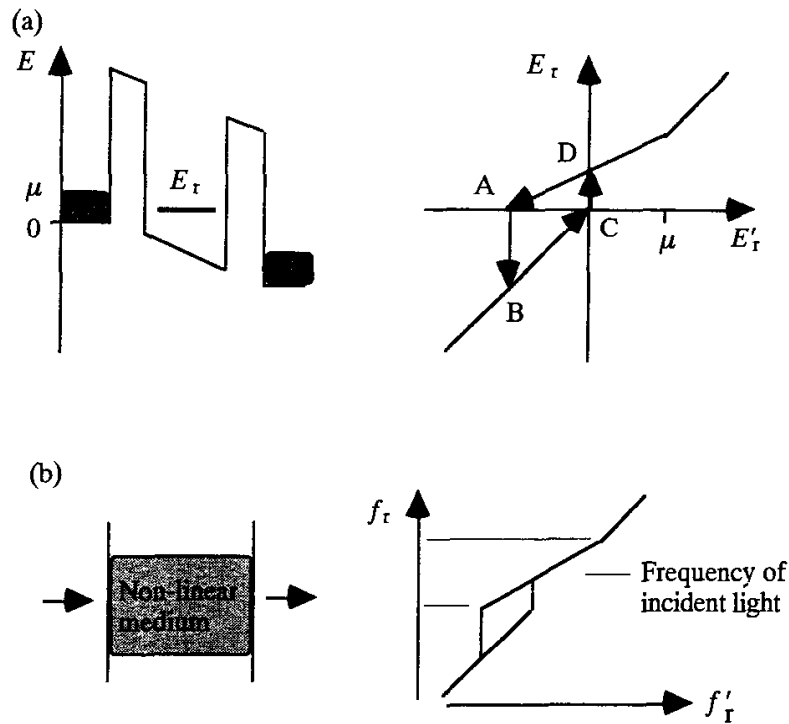 (a)
E
μ
0
E_r
E_r
D
A
C
μ
E'_r
B
(b)
Non-linear
medium
f_r
Frequency of
incident light
f'_r